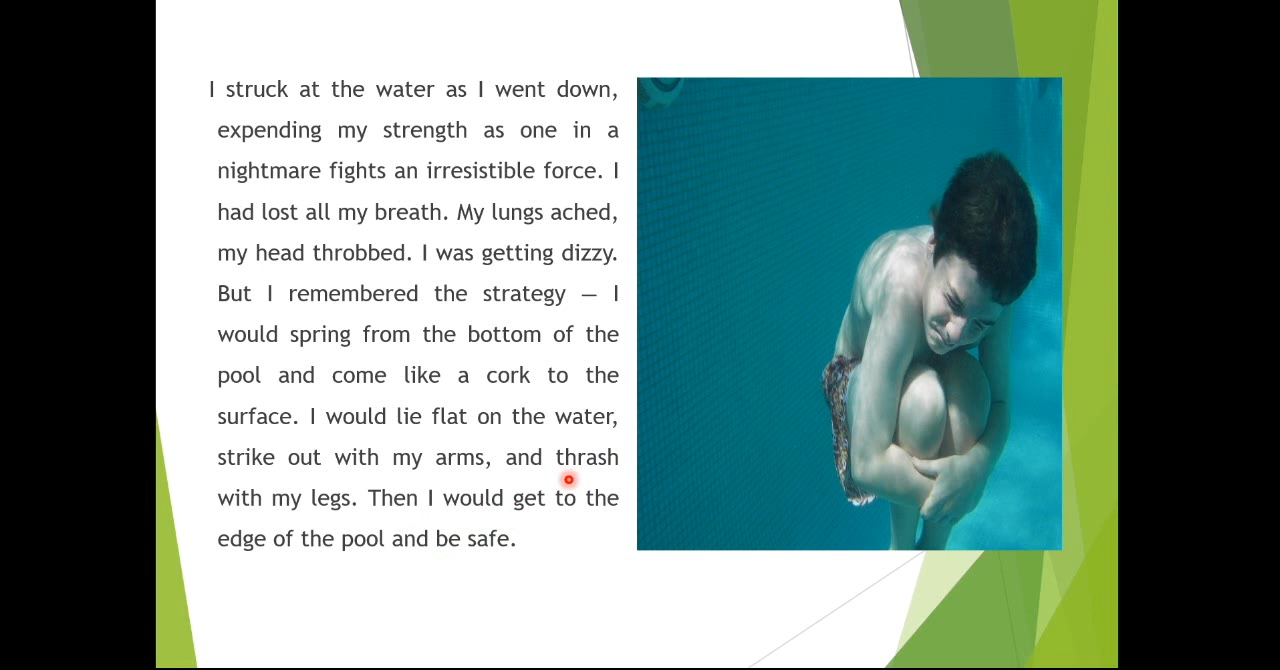 I struck at the water as I went down,
expending my strength as one in a
nightmare fights an irresistible force. I
had lost all my breath. My lungs ached,
my head throbbed. I was getting dizzy.
But I remembered the strategy — I
would spring from the bottom of the
pool and come like a cork to the
surface. I would lie flat on the water,
strike out with my arms, and thrash
with my legs. Then I would get to the
edge of the pool and be safe.